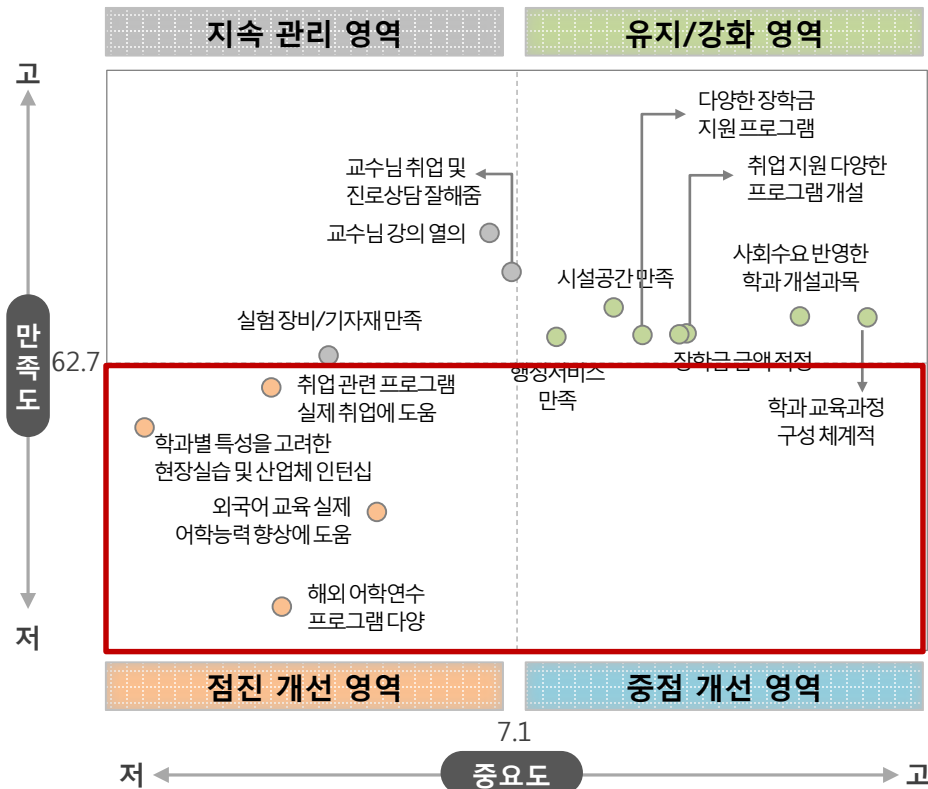 지속 관리 영역
유지/강화 영역
고
다양한 장학금
지원 프로그램
교수님 취업 및
진로상담 잘해줌
취업 지원 다양한
프로그램 개설
교수님 강의 열의
사회수요 반영한
학과 개설과목
시설공간 만족
실험 장비/기자재 만족
만족도
62.7
행정서비스
만족
장학금 금액 적정
취업 관련 프로그램
실제 취업에 도움
학과 교육과정
구성 체계적
학과별 특성을 고려한
현장실습 및 산업체 인턴십
외국어 교육 실제
어학능력 향상에 도움
해외 어학연수
프로그램 다양
저
점진 개선 영역
중점 개선 영역
7.1
저
중요도
고